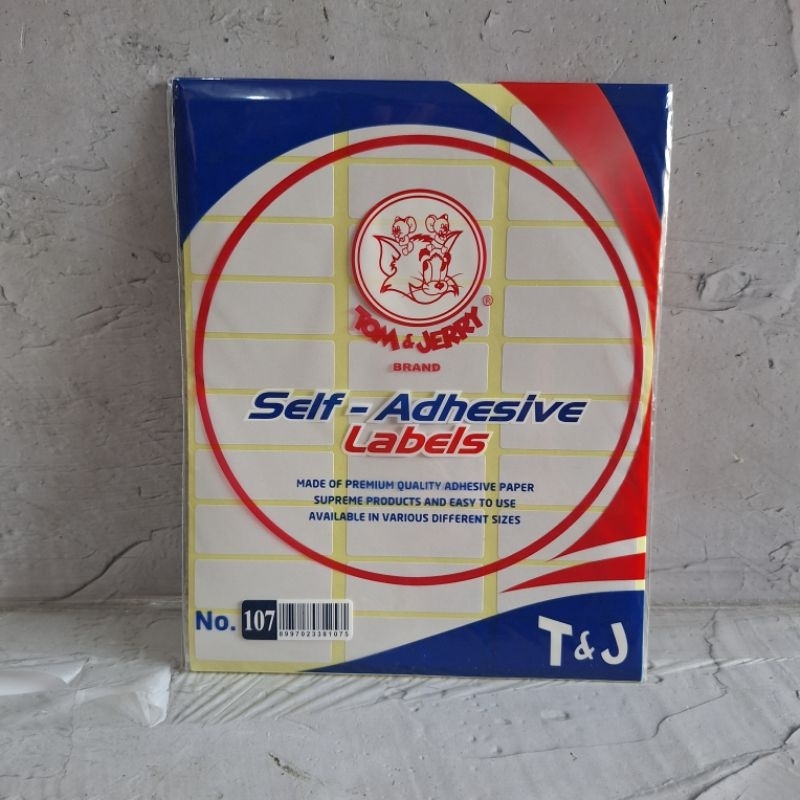 TOM & JERRY ®
BRAND
Self - Adhesive
Labels
MADE OF PREMIUM QUALITY ADHESIVE PAPER
SUPREME PRODUCTS AND EASY TO USE
AVAILABLE IN VARIOUS DIFFERENT SIZES
No. 107
8997023381075
T & J